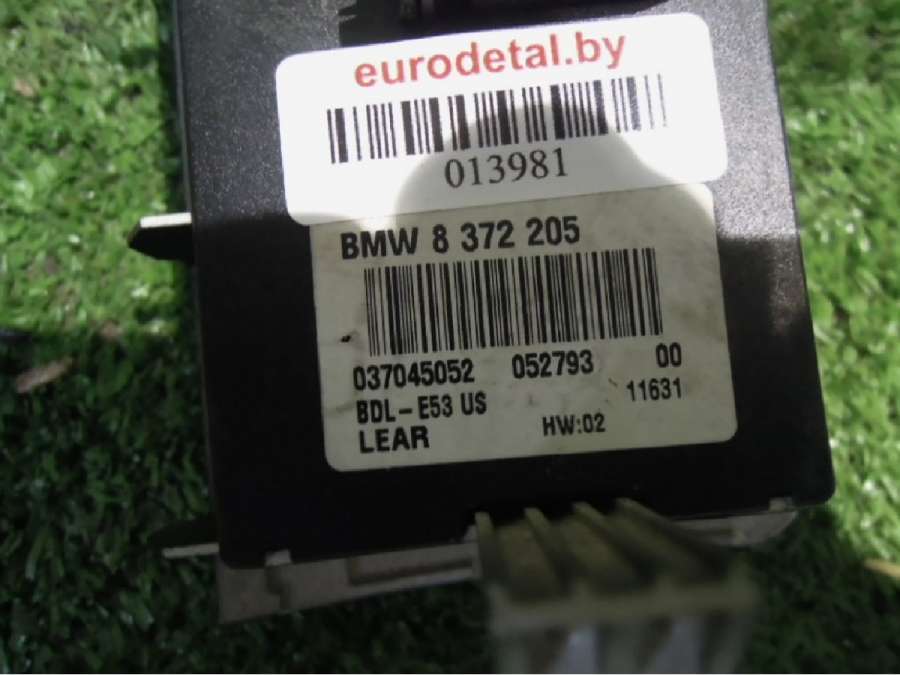 eurodetal.by
013981
BMW 8 372 205
037045052 052793 00
BDL-E53 US 11631
LEAR HW:02